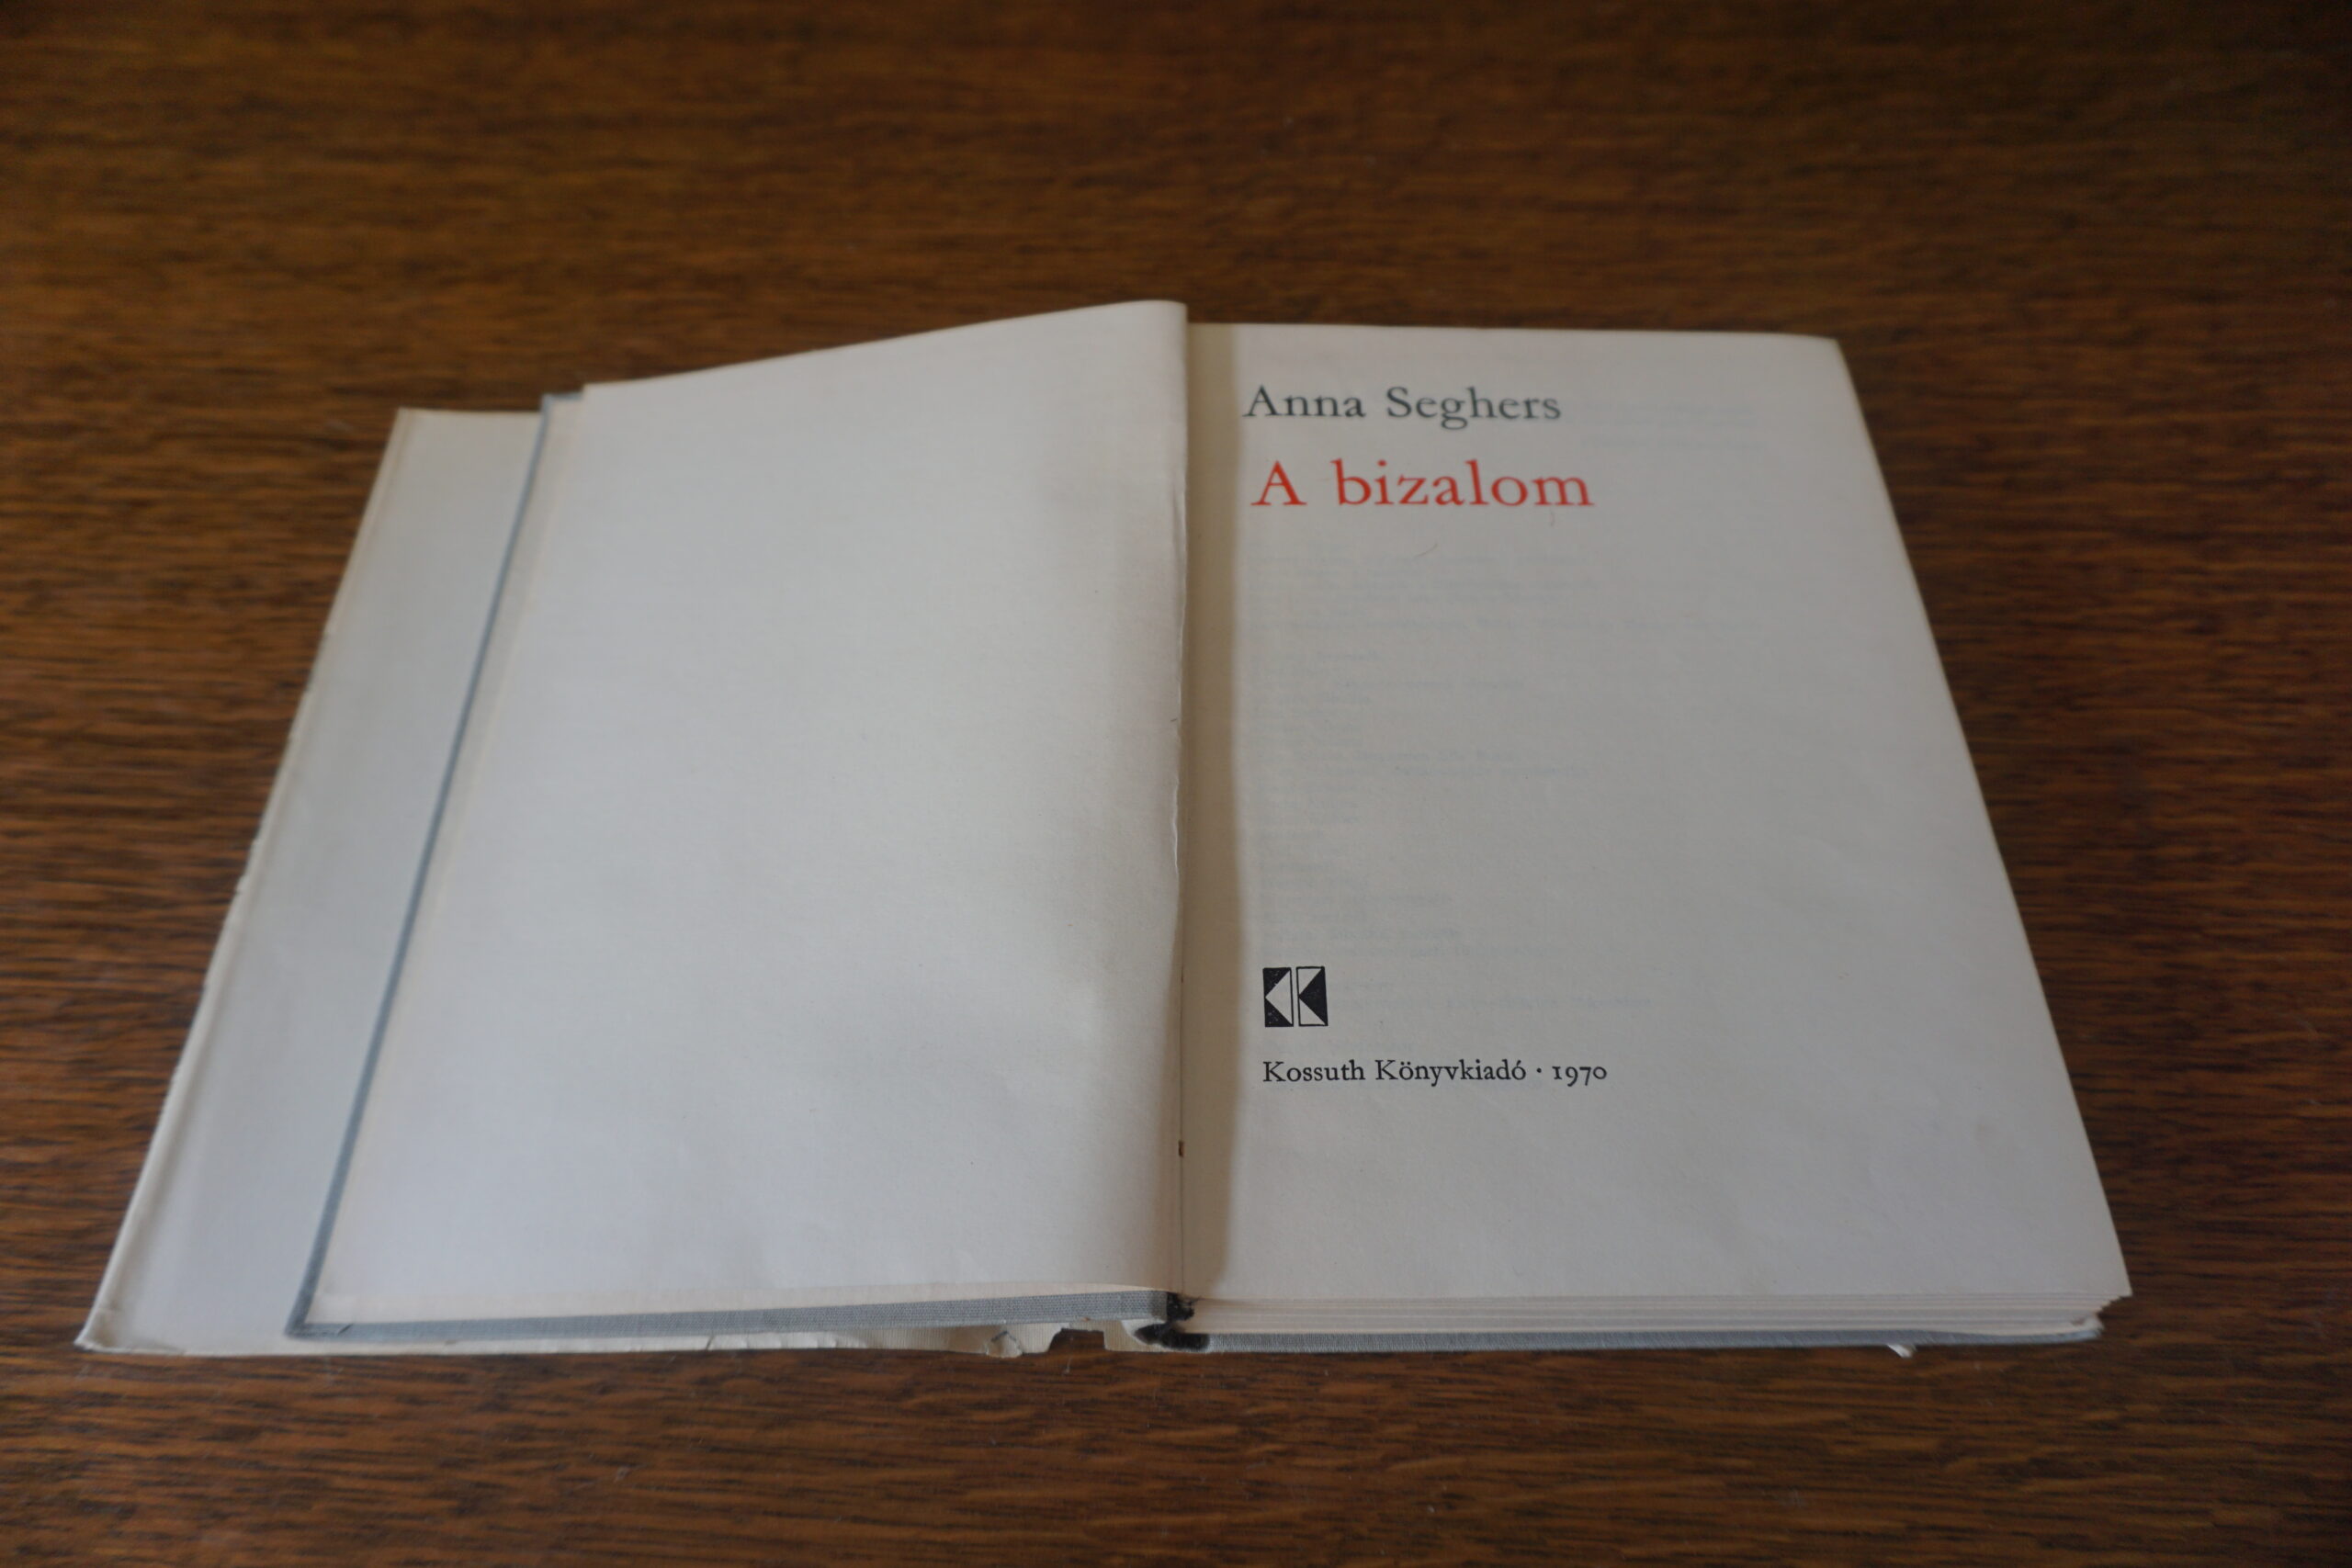 Anna Seghers
A bizalom
Kossuth Könyvkiadó · 1970